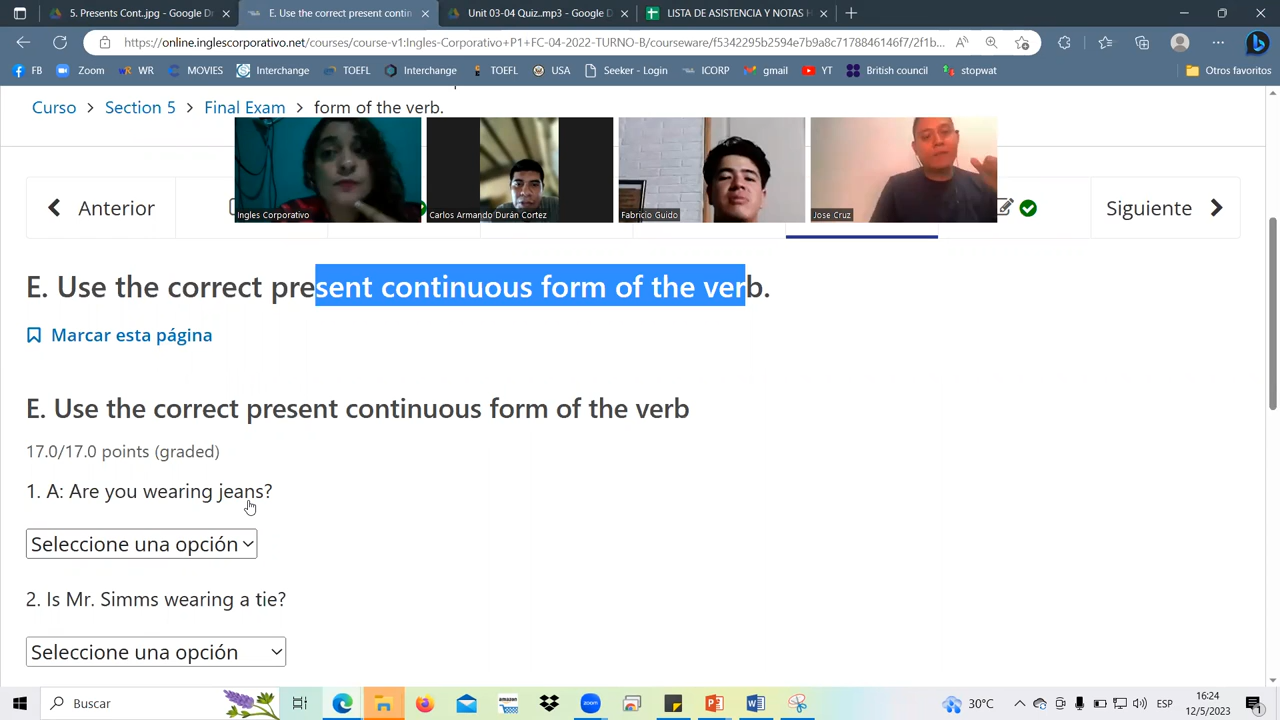 5. Presents Cont.jpg - Google Dr
E. Use the correct present contin
Unit 03-04 Quiz..mp3 - Google D
LISTA DE ASISTENCIA Y NOTAS H
https://online.inglescorporativo.net/courses/course-v1:Ingles-Corporativo+P1+FC-04-2022-TURNO-B/courseware/f5342295b2594e7b9a8c7178846146f7/2f1b...
FB
Zoom
WR
MOVIES
Interchange
TOEFL
Interchange
TOEFL
USA
Seeker - Login
ICORP
gmail
YT
British council
stopwat
Otros favoritos
Curso > Section 5 > Final Exam > form of the verb.
Ingles Corporativo
Carlos Armando Durán Cortez
Fabricio Guido
Jose Cruz
Anterior
Siguiente
E. Use the correct present continuous form of the verb.
Marcar esta página
E. Use the correct present continuous form of the verb
17.0/17.0 points (graded)
1. A: Are you wearing jeans?
Seleccione una opción
2. Is Mr. Simms wearing a tie?
Seleccione una opción
Buscar
amazon
zoom
30°C
ESP
16:24
12/5/2023
1